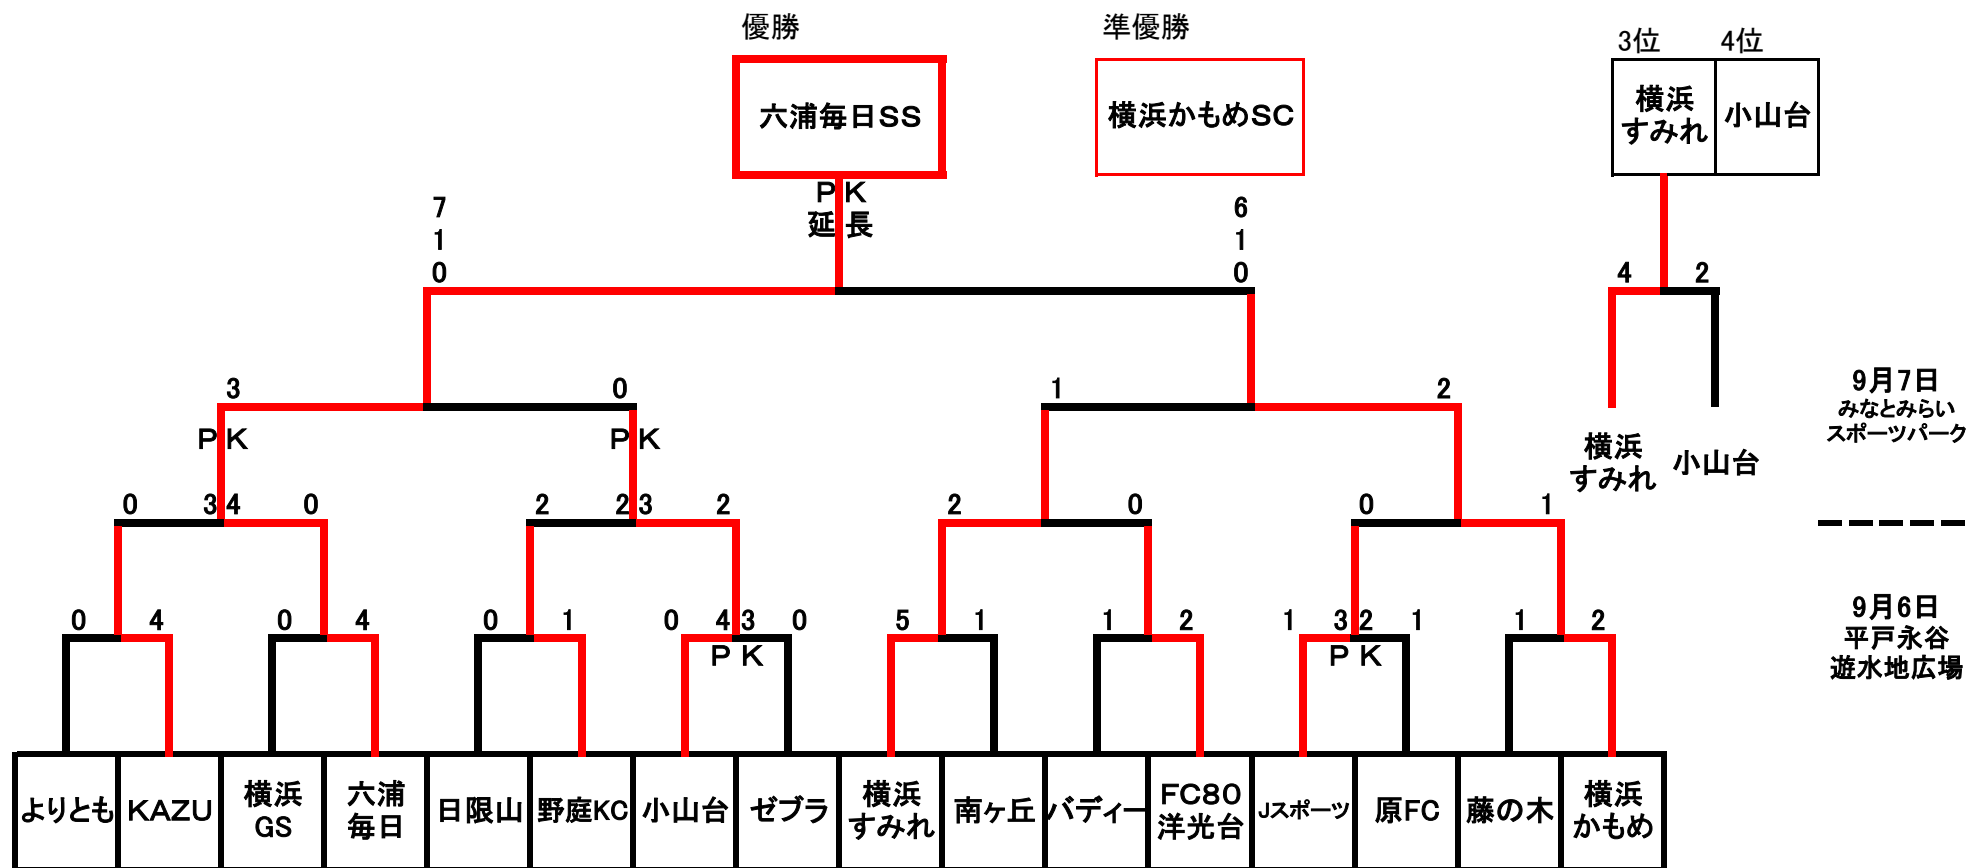 優勝
準優勝
3位 4位
六浦毎日SS
横浜かもめSC
横浜
すみれ
小山台
PK
延長
7
1
0
6
1
0
4 2
3 0 1 2
9月7日
みなとみらい
スポーツパーク
PK PK
横浜
すみれ
小山台
0 3 4 0 2 2 3 2 2 0 0 1
9月6日
平戸永谷
遊水地広場
0 4 0 4 0 1 0 4 3 0 5 1 1 2 1 3 2 1 1 2
PK PK
よりとも
KAZU
横浜
GS
六浦
毎日
日限山
野庭KC
小山台
ゼブラ
横浜
すみれ
南ヶ丘
バディー
FC80
洋光台
Jスポーツ
原FC
藤の木
横浜
かもめ